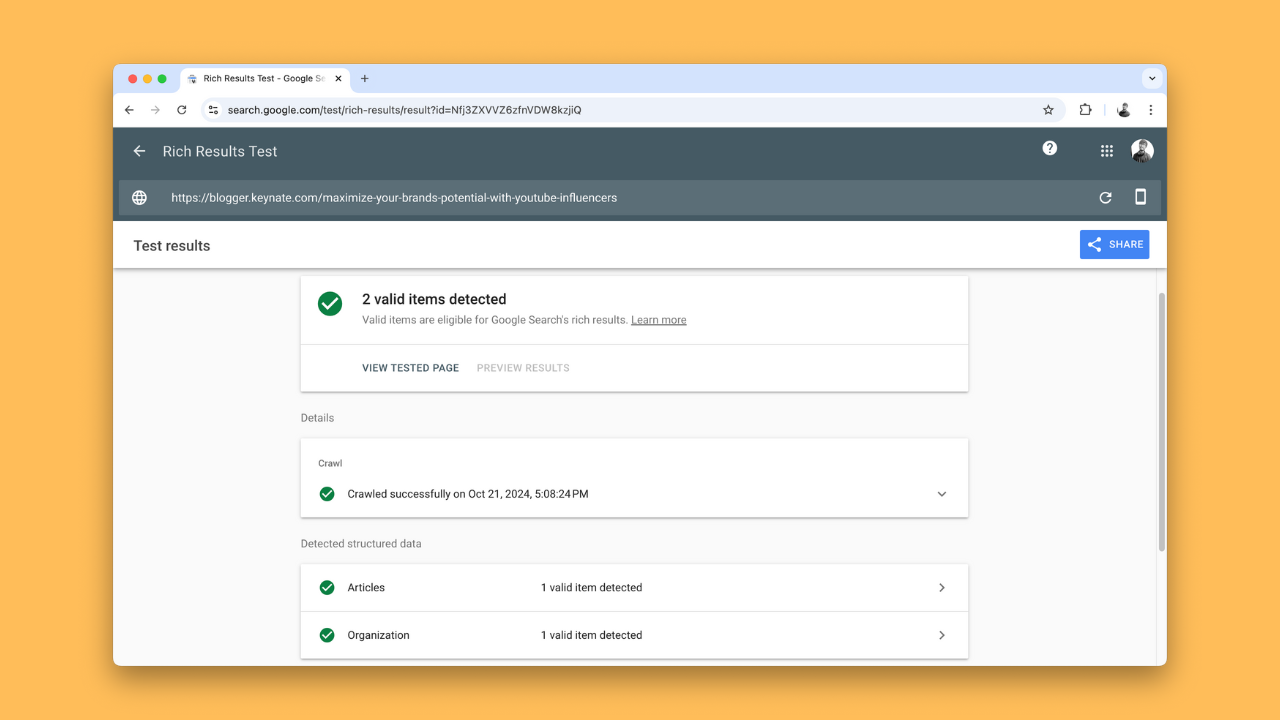 Rich Results Test - Google Se
search.google.com/test/rich-results/result?id=Nfj3ZXVVZ6zfnVDW8kzjiQ
Rich Results Test
https://blogger.keynate.com/maximize-your-brands-potential-with-youtube-influencers
Test results
SHARE
2 valid items detected
Valid items are eligible for Google Search's rich results. Learn more
VIEW TESTED PAGE PREVIEW RESULTS
Details
Crawl
Crawled successfully on Oct 21, 2024, 5:08:24 PM
Detected structured data
Articles 1 valid item detected
Organization 1 valid item detected